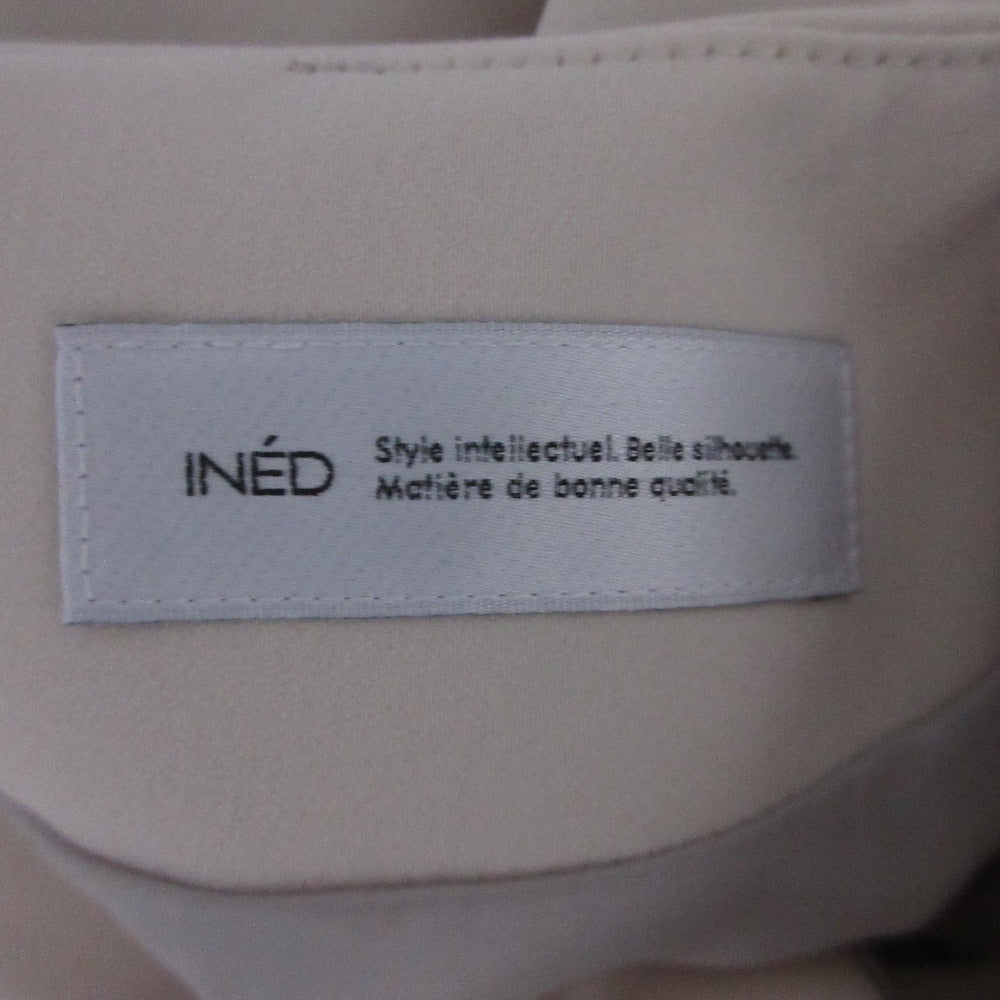 INÉD
Style intellectuel. Belle silhouette.
Matière de bonne qualité.